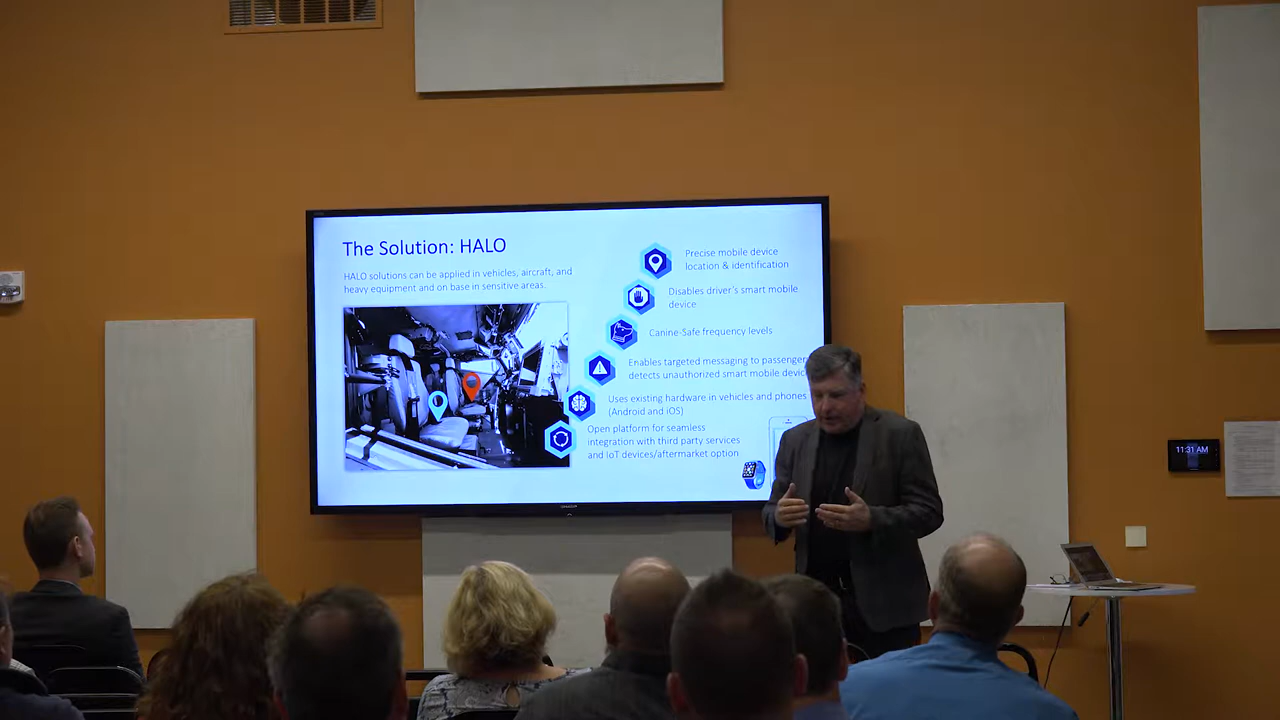 The Solution: HALO
HALO solutions can be applied in vehicles, aircraft, and
heavy equipment and on base in sensitive areas.
Precise mobile device
location & identification
Disables driver's smart mobile
device
Canine-Safe frequency levels
Enables targeted messaging to passenger
detects unauthorized smart mobile devic
Uses existing hardware in vehicles and phones
(Android and iOS)
Open platform for seamless
integration with third party services
and IoT devices/aftermarket option
11:31 AM